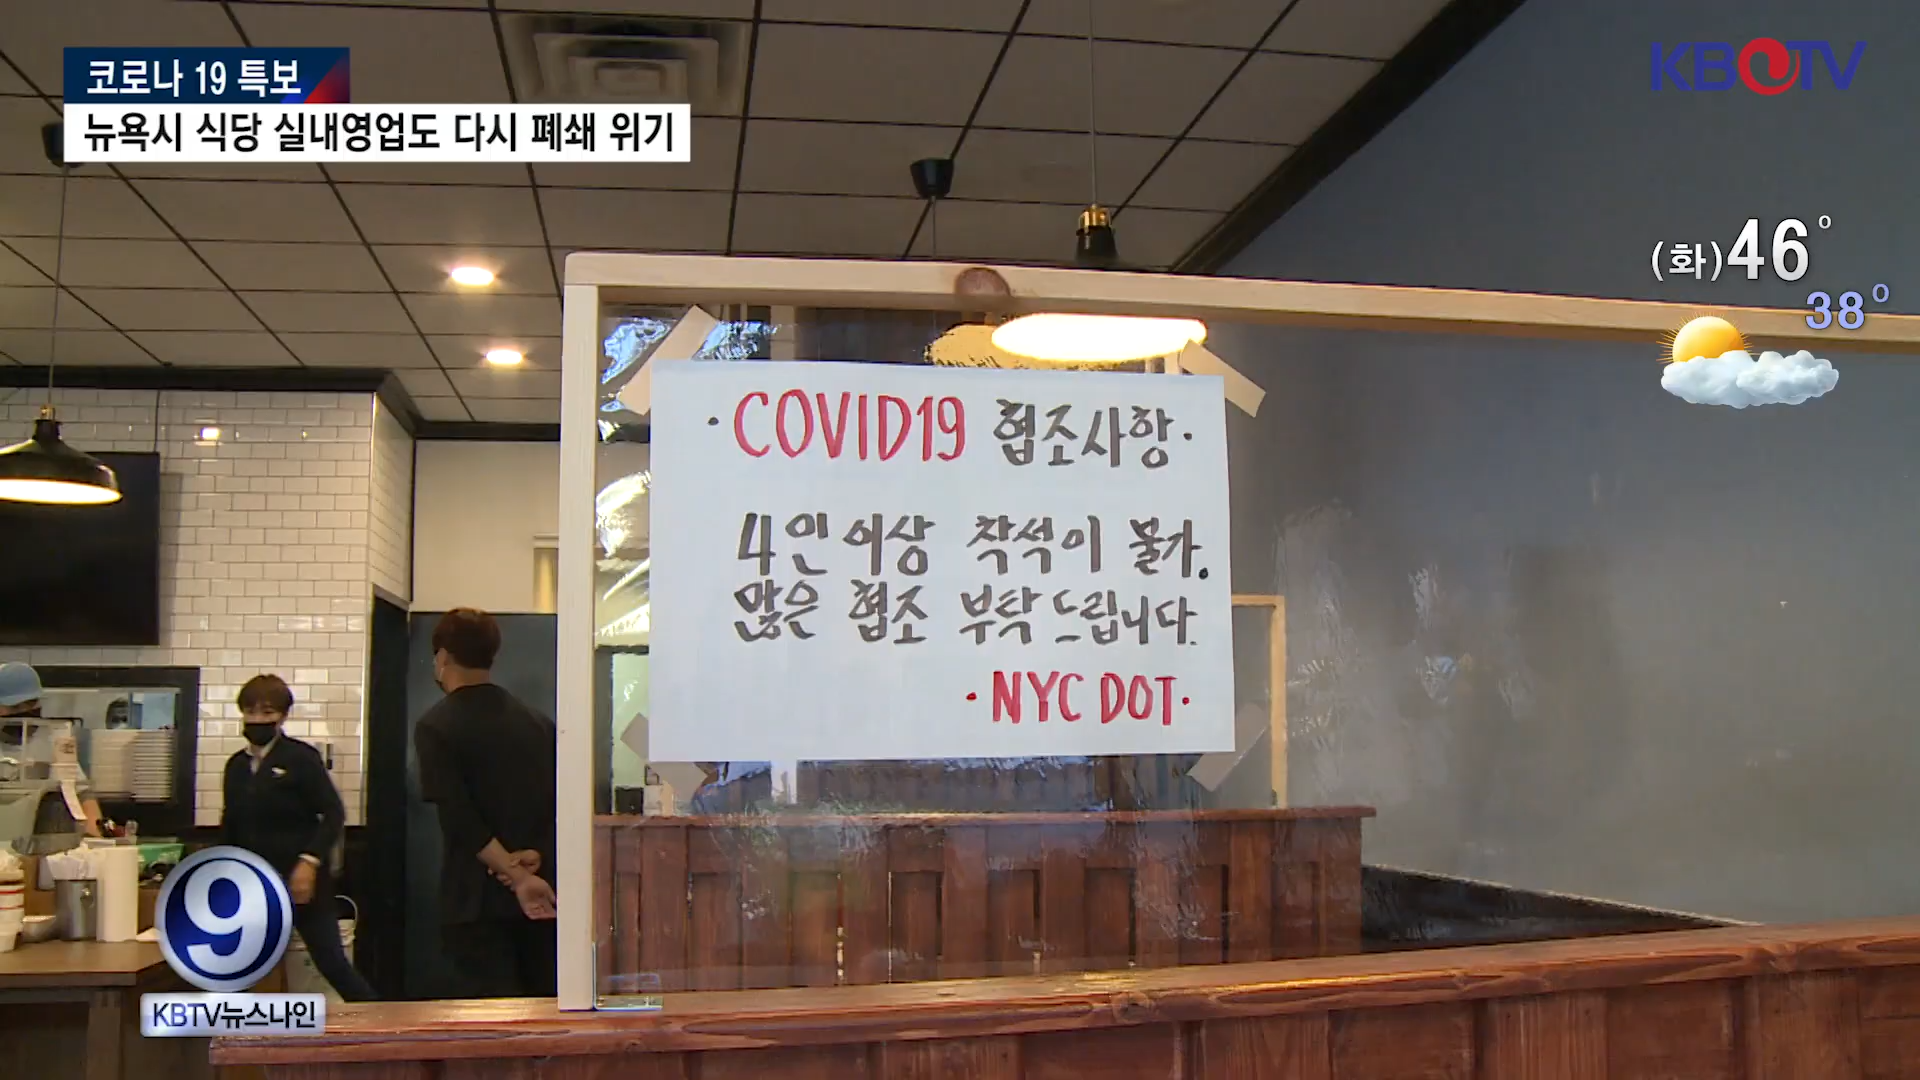 코로나 19 특보
뉴욕시 식당 실내영업도 다시 폐쇄 위기
KBTV
(화) 46°
38°
· COVID19 협조사항 ·
4인 이상 착석이 불가.
많은 협조 부탁드립니다.
· NYC DOT ·
9
KBTV뉴스나인